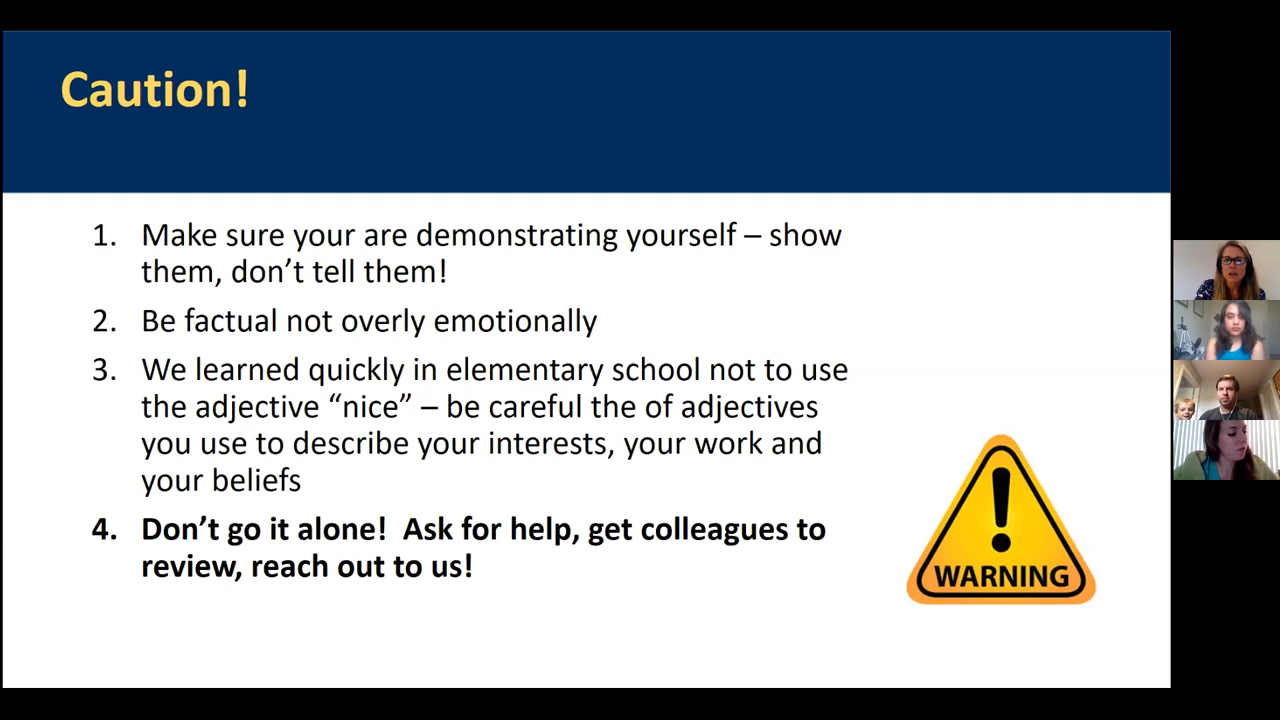 Caution!
1. Make sure your are demonstrating yourself – show
them, don't tell them!
2. Be factual not overly emotionally
3. We learned quickly in elementary school not to use
the adjective “nice” – be careful the of adjectives
you use to describe your interests, your work and
your beliefs
4. Don't go it alone!  Ask for help, get colleagues to
review, reach out to us!
WARNING